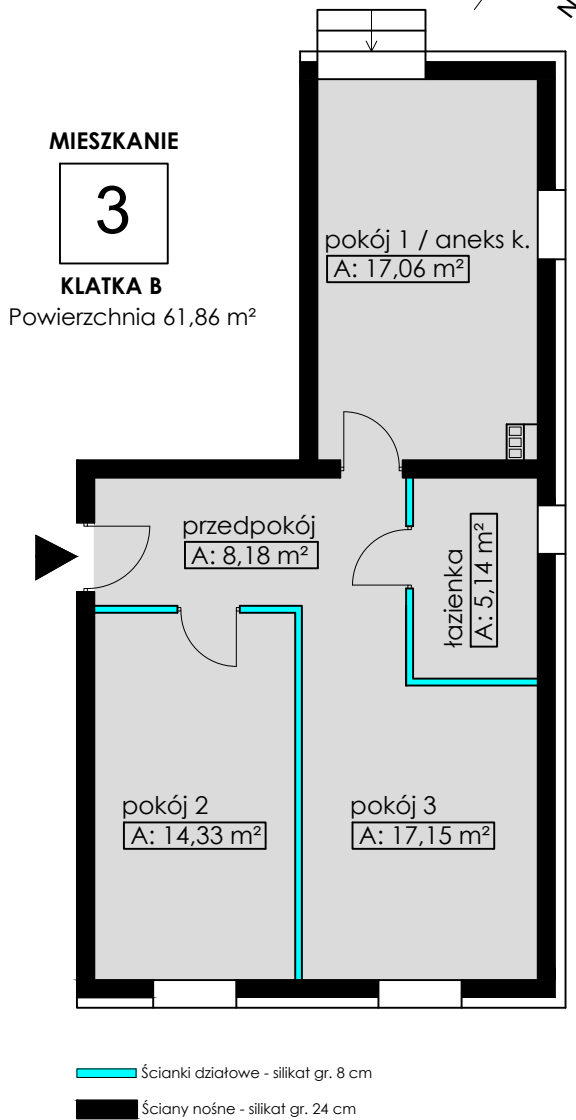 N
MIESZKANIE
3
KLATKA B
Powierzchnia 61,86 m²
pokój 1 / aneks k.
A: 17,06 m²
przedpokój
A: 8,18 m²
łazienka
A: 5,14 m²
pokój 2
A: 14,33 m²
pokój 3
A: 17,15 m²
Ścianki działowe - silikat gr. 8 cm
Ściany nośne - silikat gr. 24 cm